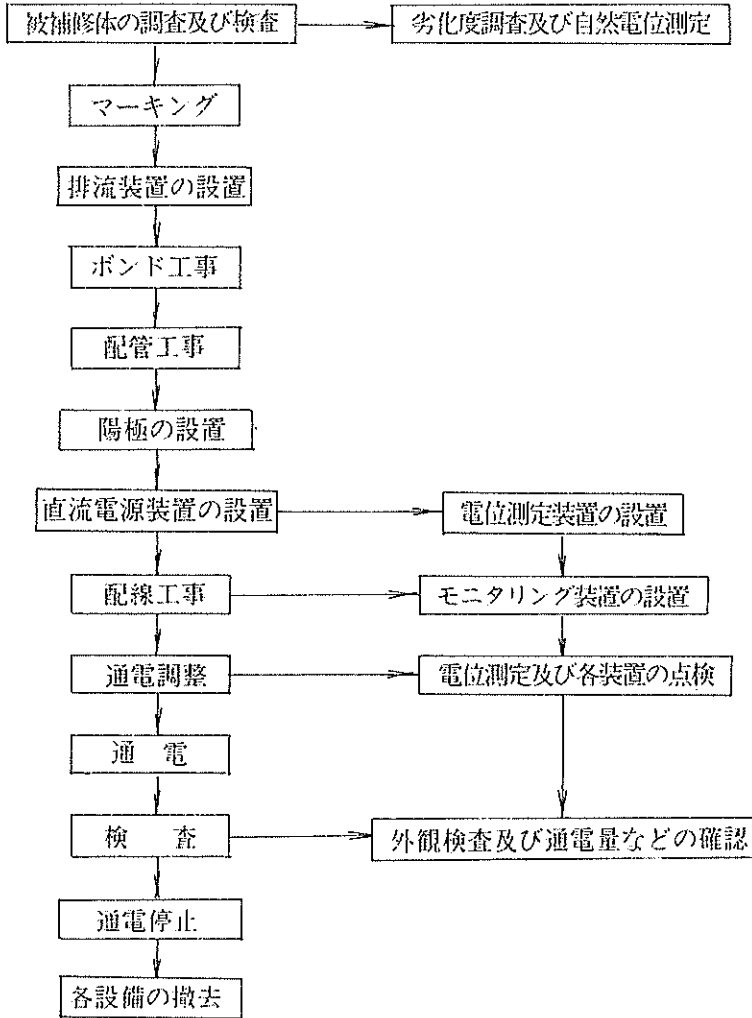 被補修体の調査及び検査
劣化度調査及び自然電位測定
マーキング
排流装置の設置
ボンド工事
配管工事
陽極の設置
直流電源装置の設置
電位測定装置の設置
配線工事
モニタリング装置の設置
通電調整
電位測定及び各装置の点検
通 電
検 査
外観検査及び通電量などの確認
通電停止
各設備の撤去